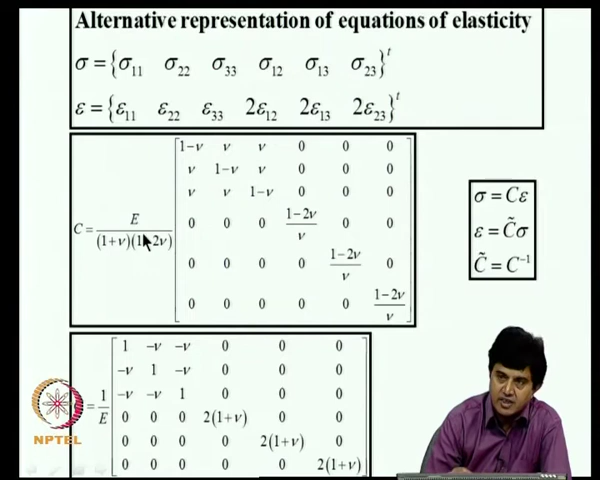 Alternative representation of equations of elasticity
σ = {σ₁₁ σ₂₂ σ₃₃ σ₁₂ σ₁₃ σ₂₃}ᵗ
ε = {ε₁₁ ε₂₂ ε₃₃ 2ε₁₂ 2ε₁₃ 2ε₂₃}ᵗ
C = E/((1+ν)(1-2ν)) [1-ν ν ν 0 0 0
ν 1-ν ν 0 0 0
ν ν 1-ν 0 0 0
0 0 0 (1-2ν)/ν 0 0
0 0 0 0 (1-2ν)/ν 0
0 0 0 0 0 (1-2ν)/ν]
σ = Cε
ε = C̃σ
C̃ = C⁻¹
= 1/E [1 -ν -ν 0 0 0
-ν 1 -ν 0 0 0
-ν -ν 1 0 0 0
0 0 0 2(1+ν) 0 0
0 0 0 0 2(1+ν) 0
0 0 0 0 0 2(1+ν)]
NPTEL